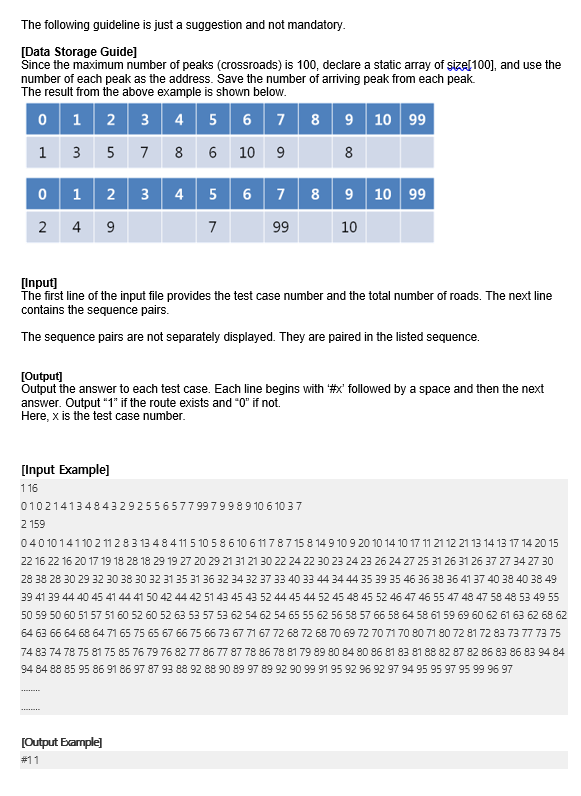 The following guideline is just a suggestion and not mandatory.
[Data Storage Guide]
Since the maximum number of peaks (crossroads) is 100, declare a static array of size[100], and use the
number of each peak as the address. Save the number of arriving peak from each peak.
The result from the above example is shown below.
0 1 2 3 4 5 6 7 8 9 10 99
1 3 5 7 8 6 10 9 8
0 1 2 3 4 5 6 7 8 9 10 99
2 4 9 7 99 10
[Input]
The first line of the input file provides the test case number and the total number of roads. The next line
contains the sequence pairs.
The sequence pairs are not separately displayed. They are paired in the listed sequence.
[Output]
Output the answer to each test case. Each line begins with ‘#x’ followed by a space and then the next
answer. Output “1” if the route exists and “0” if not.
Here, x is the test case number.
[Input Example]
1 16
0 1 0 2 1 4 1 3 4 8 4 3 2 9 2 5 5 6 5 7 7 99 7 9 9 8 9 10 6 10 3 7
2 159
0 4 0 10 1 4 1 10 2 11 2 8 3 13 4 8 4 11 5 10 5 8 6 10 6 11 7 8 7 15 8 14 9 10 9 20 10 14 10 17 11 21 12 21 13 14 13 17 14 20 15
22 16 22 16 20 17 19 18 28 18 29 19 27 20 29 21 31 21 30 22 24 22 30 23 24 23 26 24 27 25 31 26 31 26 37 27 34 27 30
28 38 28 30 29 32 30 38 30 32 31 35 31 36 32 34 32 37 33 40 33 44 34 44 35 39 35 46 36 38 36 41 37 40 38 40 38 49
39 41 39 44 40 45 41 44 41 50 42 44 42 51 43 45 43 52 44 45 44 52 45 48 45 52 46 47 46 55 47 48 47 58 48 53 49 55
50 59 50 60 51 57 51 60 52 60 52 63 53 57 53 62 54 62 54 65 55 62 56 58 57 66 58 64 58 61 59 69 60 62 61 63 62 68 62
64 63 66 64 68 64 71 65 75 65 67 66 75 66 73 67 71 67 72 68 72 68 70 69 72 70 71 70 80 71 80 72 81 72 83 73 77 73 75
74 83 74 78 75 81 75 85 76 79 76 82 77 86 77 87 78 86 78 81 79 89 80 84 80 86 81 83 81 88 82 87 82 86 83 86 83 94 84
94 84 88 85 95 86 91 86 97 87 93 88 92 88 90 89 97 89 92 90 99 91 95 92 96 92 97 94 95 95 97 95 99 96 97
........
........
[Output Example]
#1 1